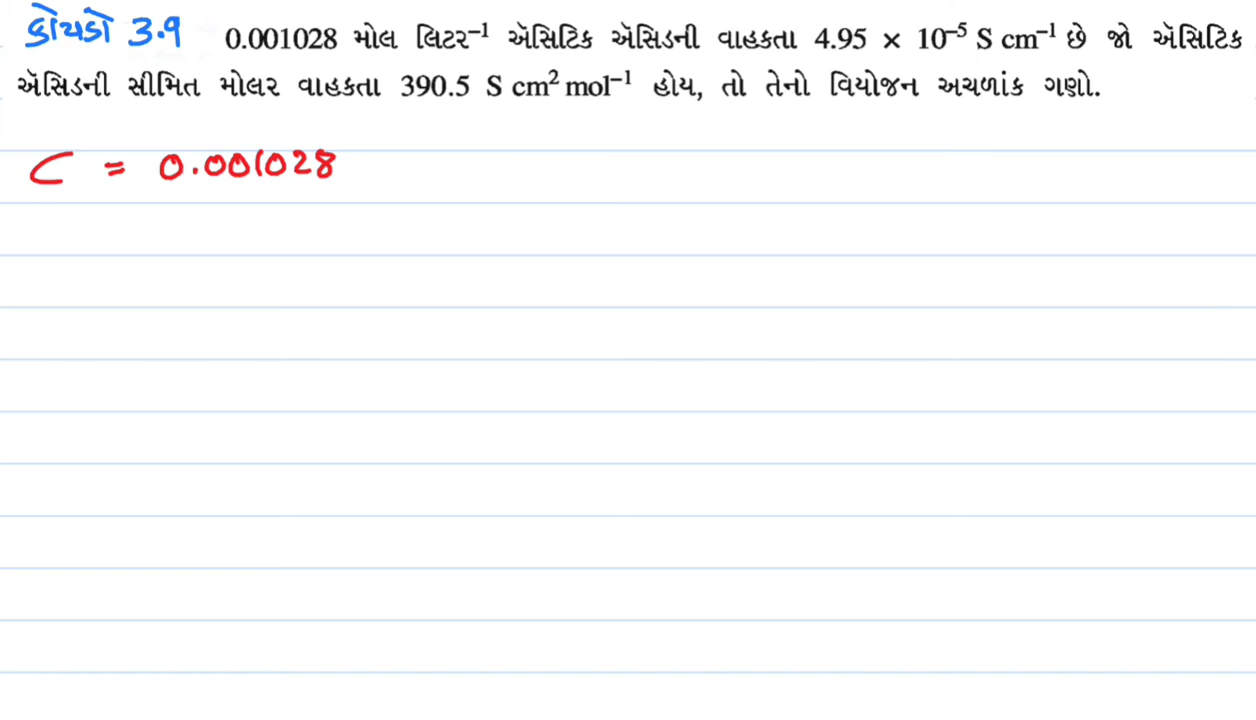 કોયડો 3.9 0.001028 મોલ લિટર⁻¹ ઍસિટિક ઍસિડની વાહકતા 4.95 × 10⁻⁵ S cm⁻¹ છે જો ઍસિટિક
ઍસિડની સીમિત મોલર વાહકતા 390.5 S cm² mol⁻¹ હોય, તો તેનો વિયોજન અચળાંક ગણો.
C = 0.001028